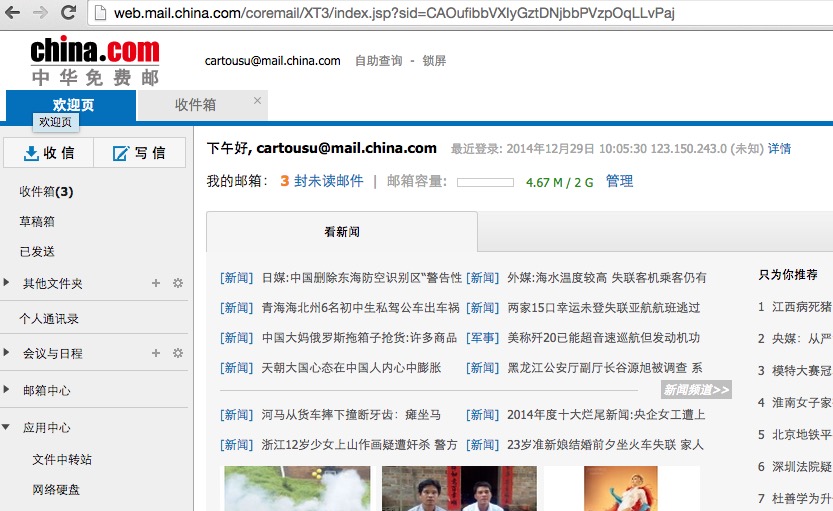 web.mail.china.com/coremail/XT3/index.jsp?sid=CAOufibbVXIyGztDNjbbPVzpOqLLvPaj
china.com
中华免费邮
cartousu@mail.china.com 自助查询 - 锁屏
欢迎页 收件箱
欢迎页
收信 写信
下午好, cartousu@mail.china.com 最近登录: 2014年12月29日 10:05:30 123.150.243.0 (未知) 详情
我的邮箱: 3 封未读邮件 | 邮箱容量: 4.67 M / 2 G 管理
收件箱(3)
草稿箱
已发送
其他文件夹
个人通讯录
会议与日程
邮箱中心
应用中心
文件中转站
网络硬盘
看新闻
[新闻] 日媒:中国删除东海防空识别区“警告性 [新闻] 外媒:海水温度较高 失联客机乘客仍有
[新闻] 青海海北州6名初中生私驾公车出车祸 [新闻] 两家15口幸运未登失联亚航航班逃过
[新闻] 中国大妈俄罗斯拖箱子抢货:许多商品 [军事] 美称歼20已能超音速巡航但发动机功
[新闻] 天朝大国心态在中国人内心中膨胀 [新闻] 黑龙江公安厅副厅长谷源旭被调查 系
新闻频道>>
[新闻] 河马从货车摔下撞断牙齿：瘫坐马 [新闻] 2014年度十大烂尾新闻:央企女工遭上
[新闻] 浙江12岁少女上山作画疑遭奸杀 警方 [新闻] 23岁准新娘结婚前夕坐火车失联 家人
只为你推荐
1 江西病死猪
2 央媒：从严
3 模特大赛冠
4 淮南女子家
5 北京地铁平
6 深圳法院疑
7 杜善学为升